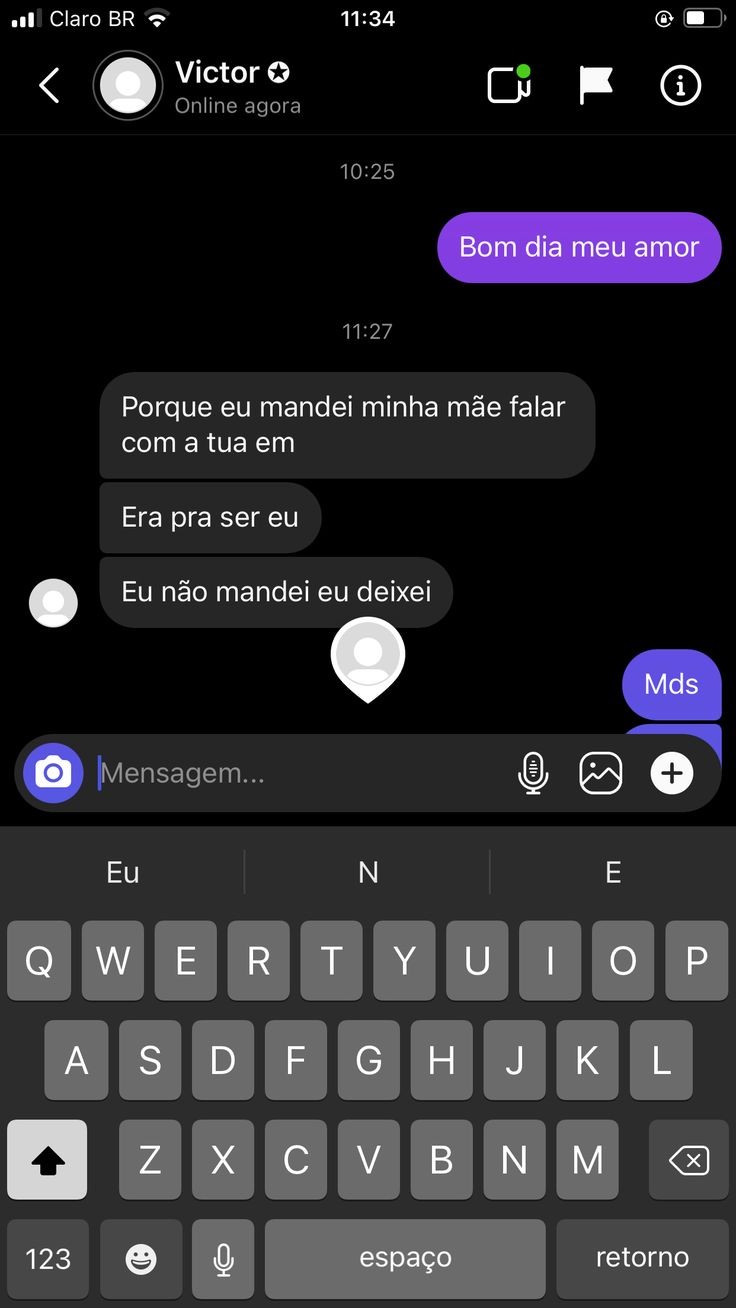 Claro BR
11:34
Victor
Online agora
10:25
Bom dia meu amor
11:27
Porque eu mandei minha mãe falar
com a tua em
Era pra ser eu
Eu não mandei eu deixei
Mds
Mensagem...
Eu N E
Q W E R T Y U I O P
A S D F G H J K L
Z X C V B N M
123 espaço retorno